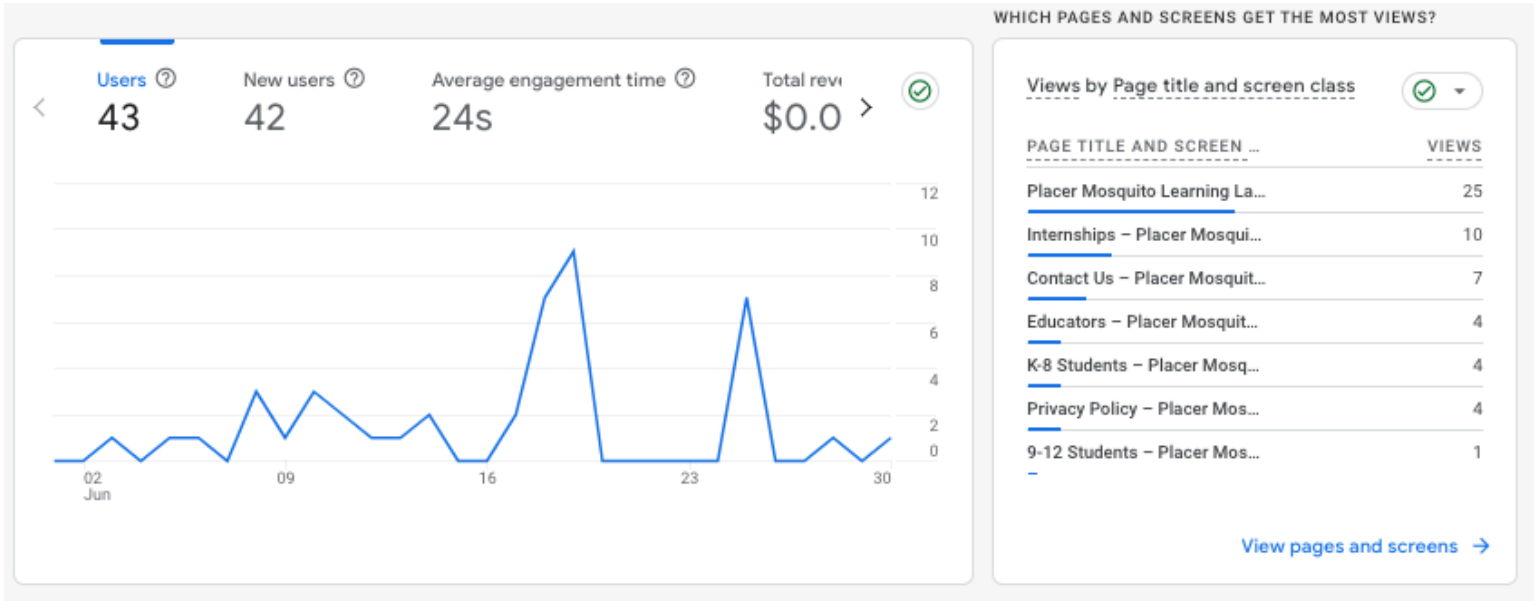 WHICH PAGES AND SCREENS GET THE MOST VIEWS?
Users
43
New users
42
Average engagement time
24s
Total reve
$0.0
12
10
8
6
4
2
0
02
Jun
09
16
23
30
Views by Page title and screen class
PAGE TITLE AND SCREEN … VIEWS
Placer Mosquito Learning La… 25
Internships – Placer Mosqui… 10
Contact Us – Placer Mosquit… 7
Educators – Placer Mosquit… 4
K-8 Students – Placer Mosq… 4
Privacy Policy – Placer Mos… 4
9-12 Students – Placer Mos… 1
View pages and screens